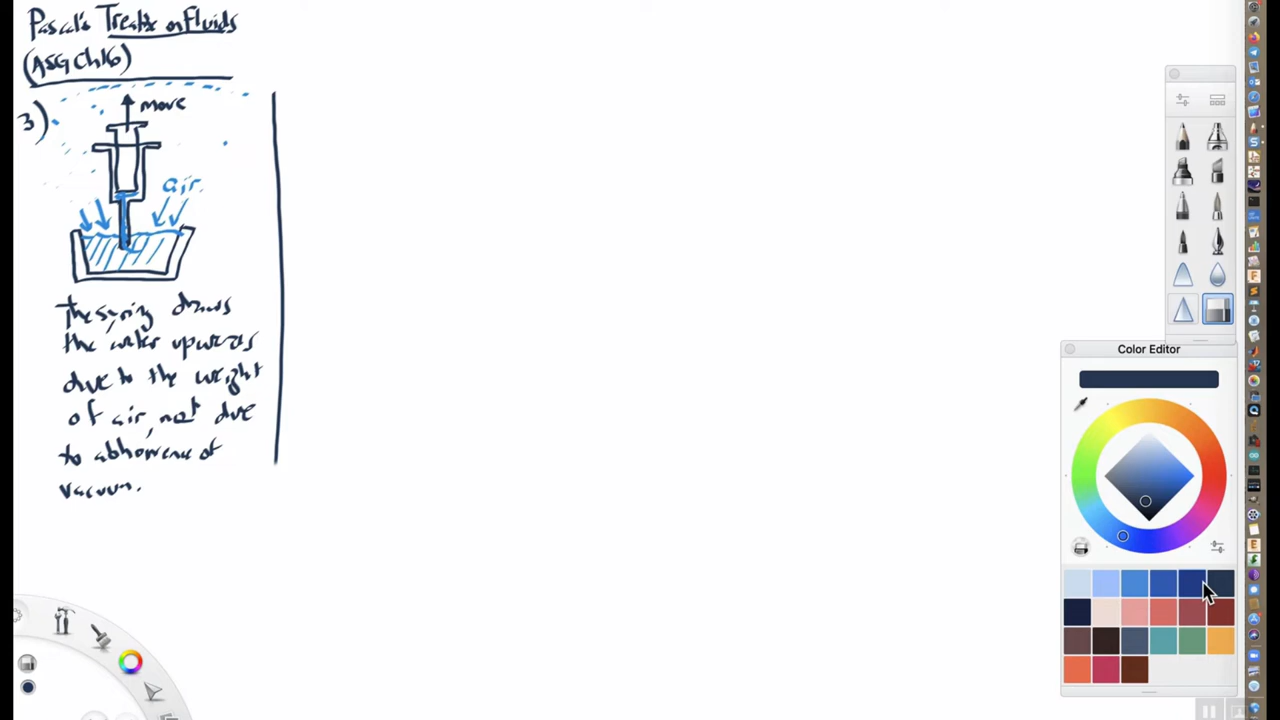 Pascal's Treatise on Fluids
(ASG Ch16)
3)
move
air
the syring draws
the water upwards
due to the weight
of air, not due
to abhorrence of
vacuum.
Color Editor